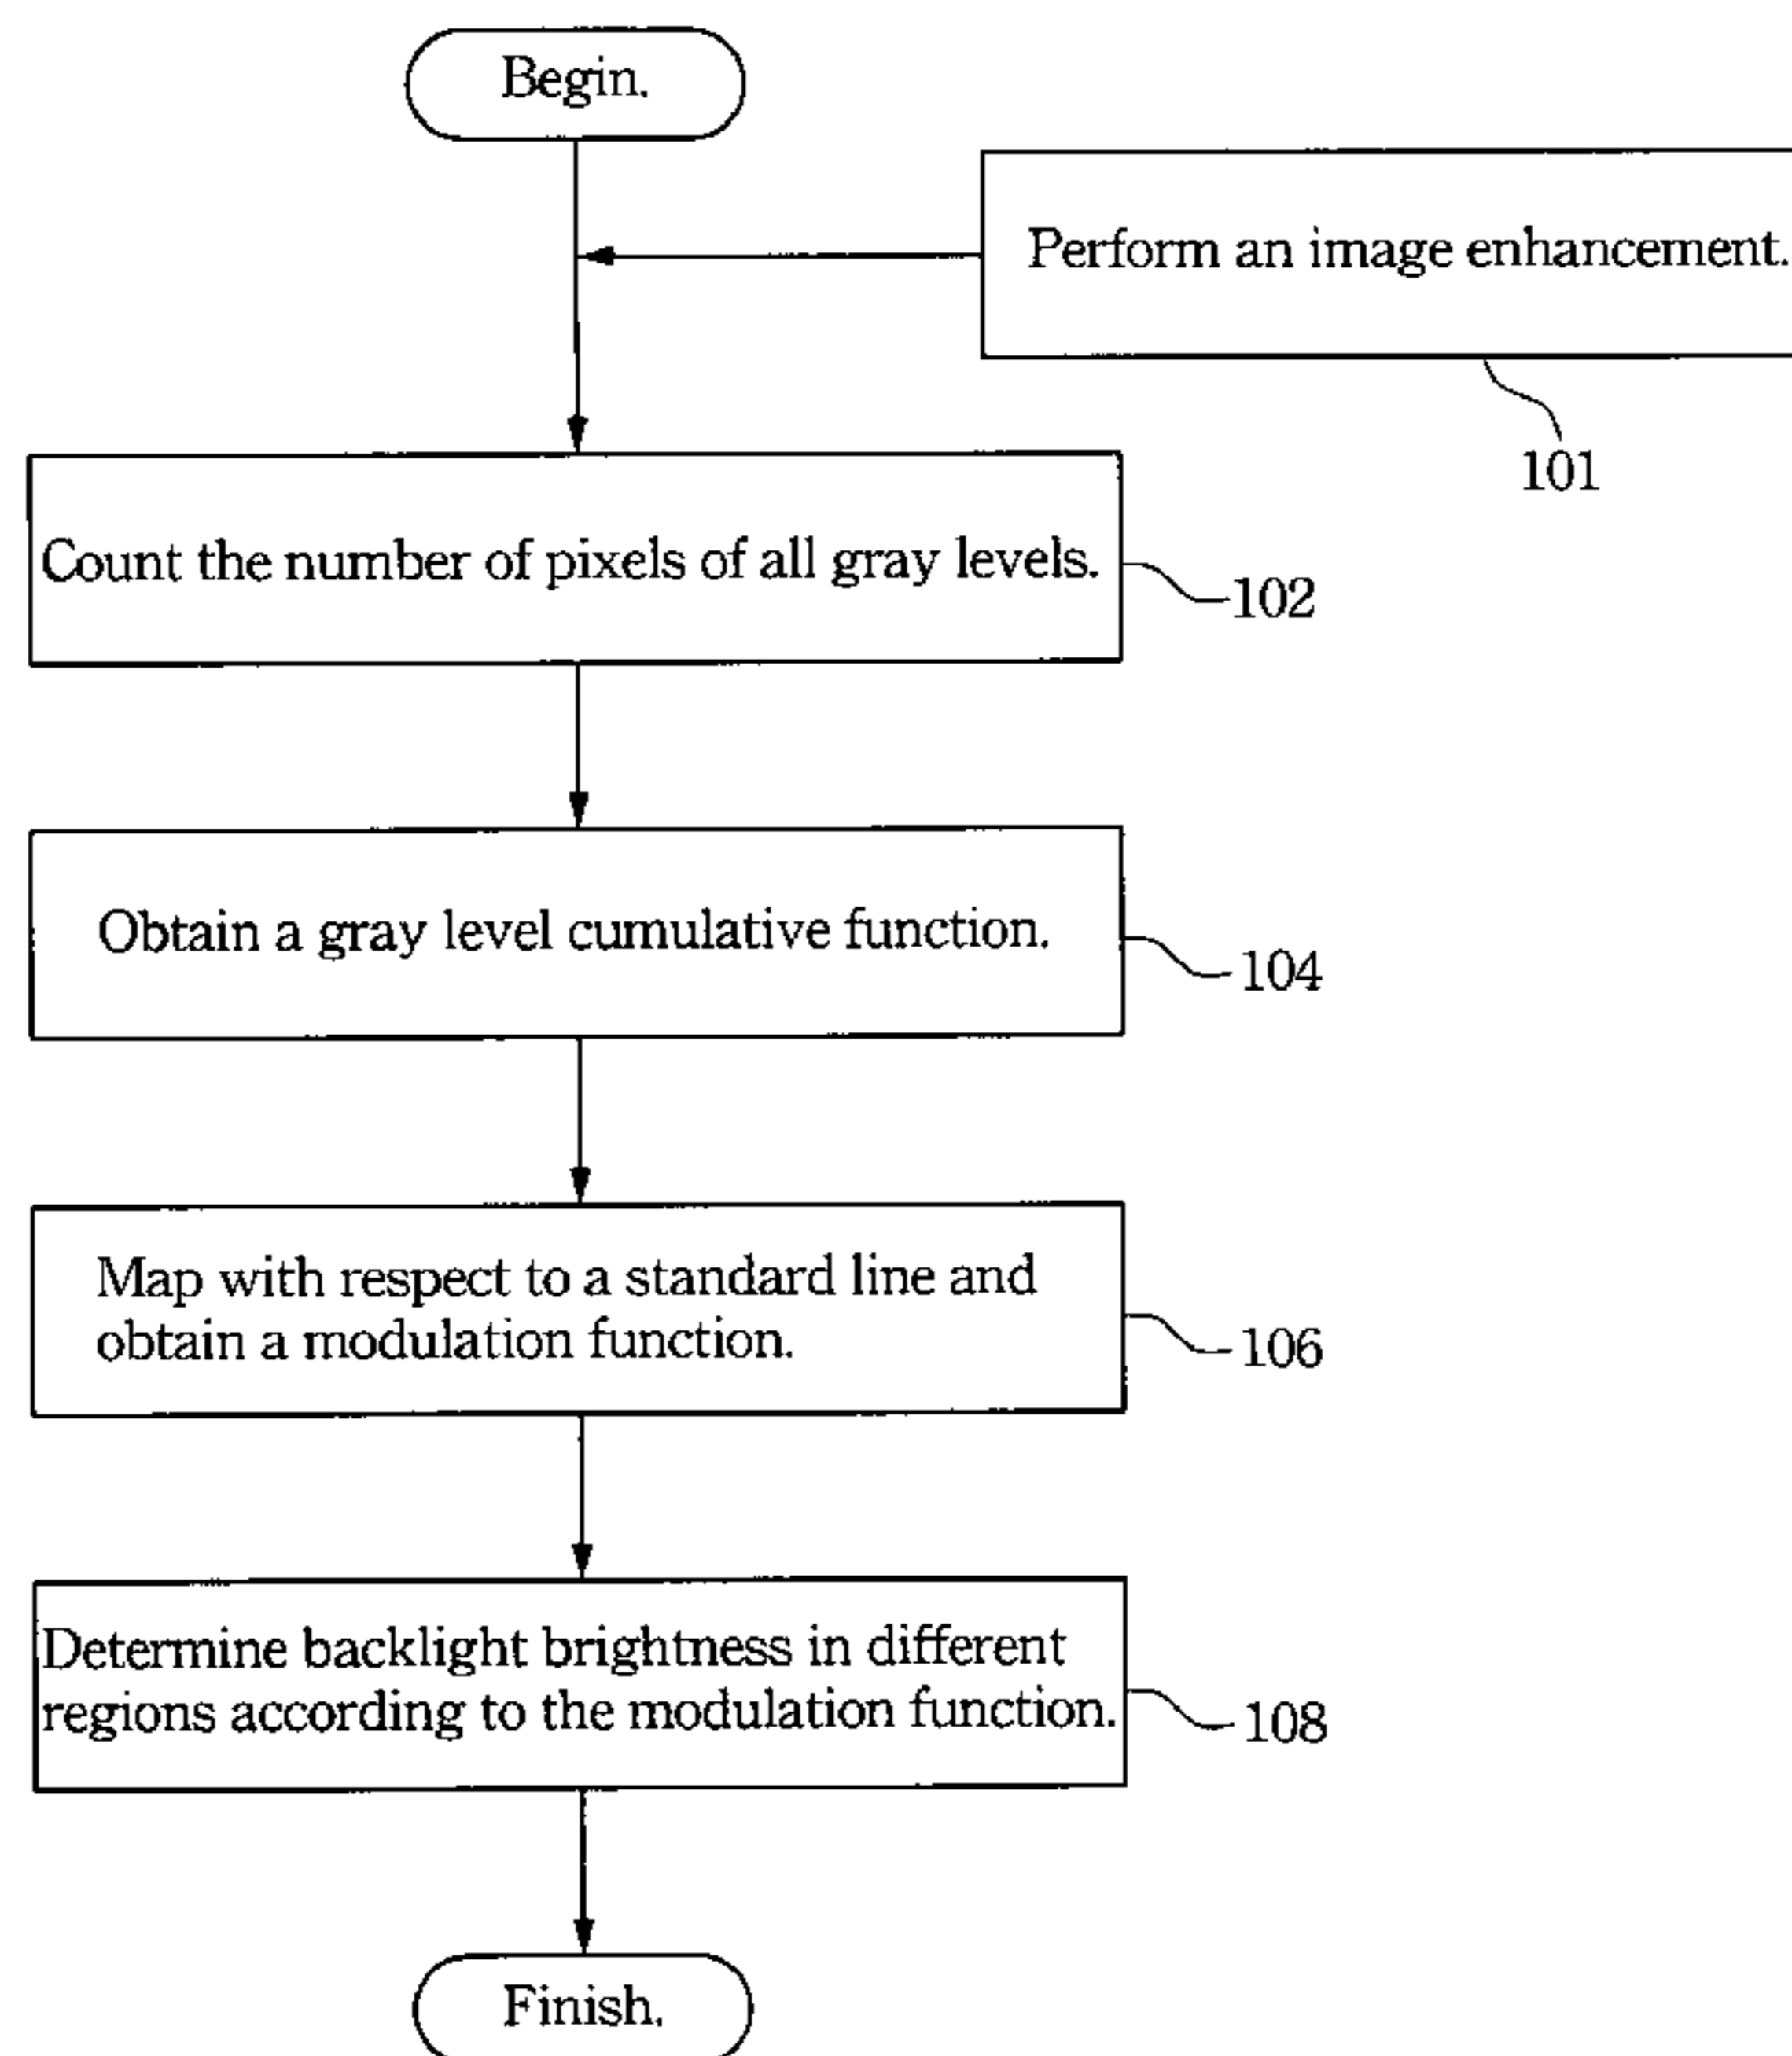 Begin.
Perform an image enhancement.
101
Count the number of pixels of all gray levels.
102
Obtain a gray level cumulative function.
104
Map with respect to a standard line and
obtain a modulation function.
106
Determine backlight brightness in different
regions according to the modulation function.
108
Finish.